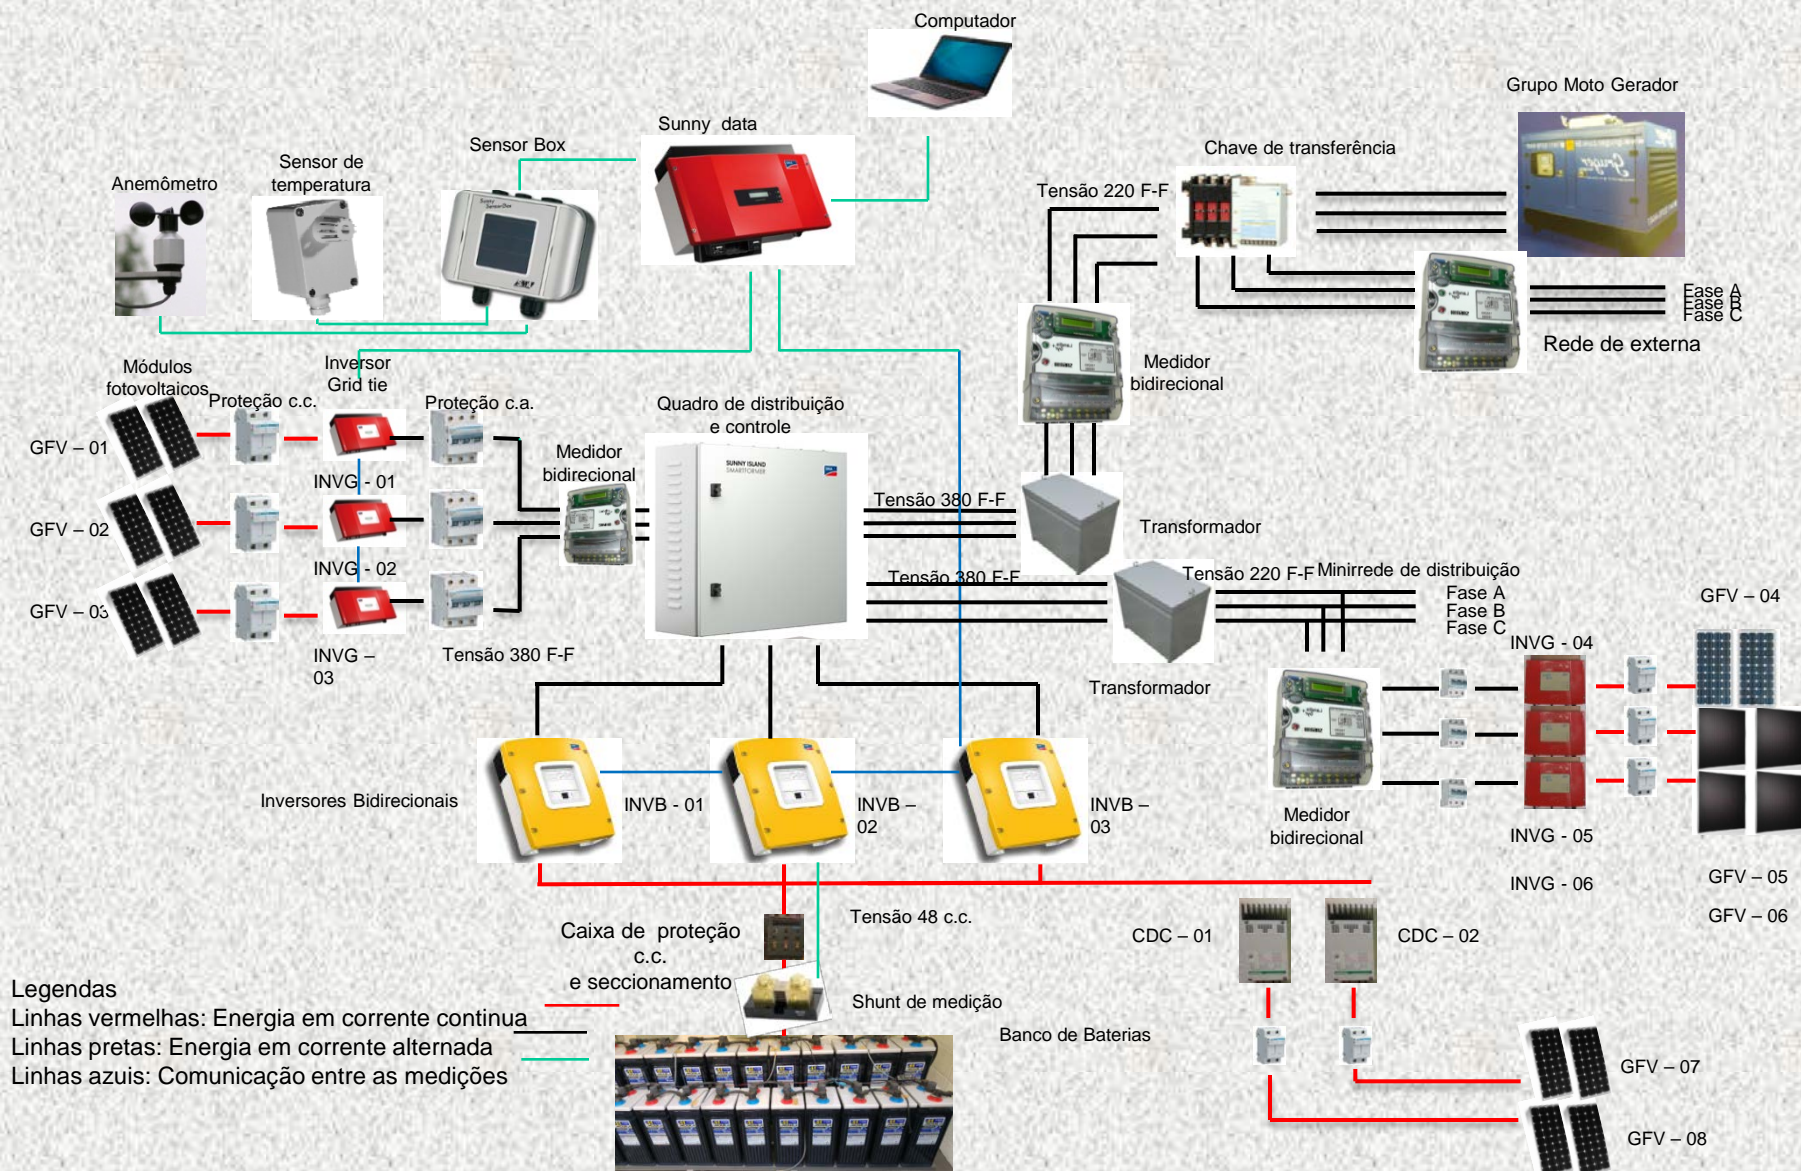 Computador
Grupo Moto Gerador
Sunny data
Chave de transferência
Sensor Box
Sensor de
temperatura
Anemômetro
Tensão 220 F-F
Sunny
SensorBox
Fase A
Fase B
Fase C
Rede de externa
Medidor
bidirecional
Módulos
fotovoltaicos
Inversor
Grid tie
Proteção c.c.
Proteção c.a.
Quadro de distribuição
e controle
GFV – 01
Medidor
bidirecional
SUNNY ISLAND
SMARTFORMER
INVG - 01
Tensão 380 F-F
GFV – 02
Transformador
INVG - 02
Tensão 380 F-F
Tensão 220 F-F
Minirrede de distribuição
Fase A
Fase B
Fase C
GFV – 03
GFV – 04
INVG –
03
Tensão 380 F-F
INVG - 04
Transformador
Inversores Bidirecionais
INVB - 01
INVB –
02
INVB –
03
Medidor
bidirecional
INVG - 05
INVG - 06
GFV – 05
GFV – 06
Tensão 48 c.c.
Caixa de proteção
c.c.
e seccionamento
CDC – 01
CDC – 02
Shunt de medição
Banco de Baterias
Legendas
Linhas vermelhas: Energia em corrente continua
Linhas pretas: Energia em corrente alternada
Linhas azuis: Comunicação entre as medições
GFV – 07
GFV – 08